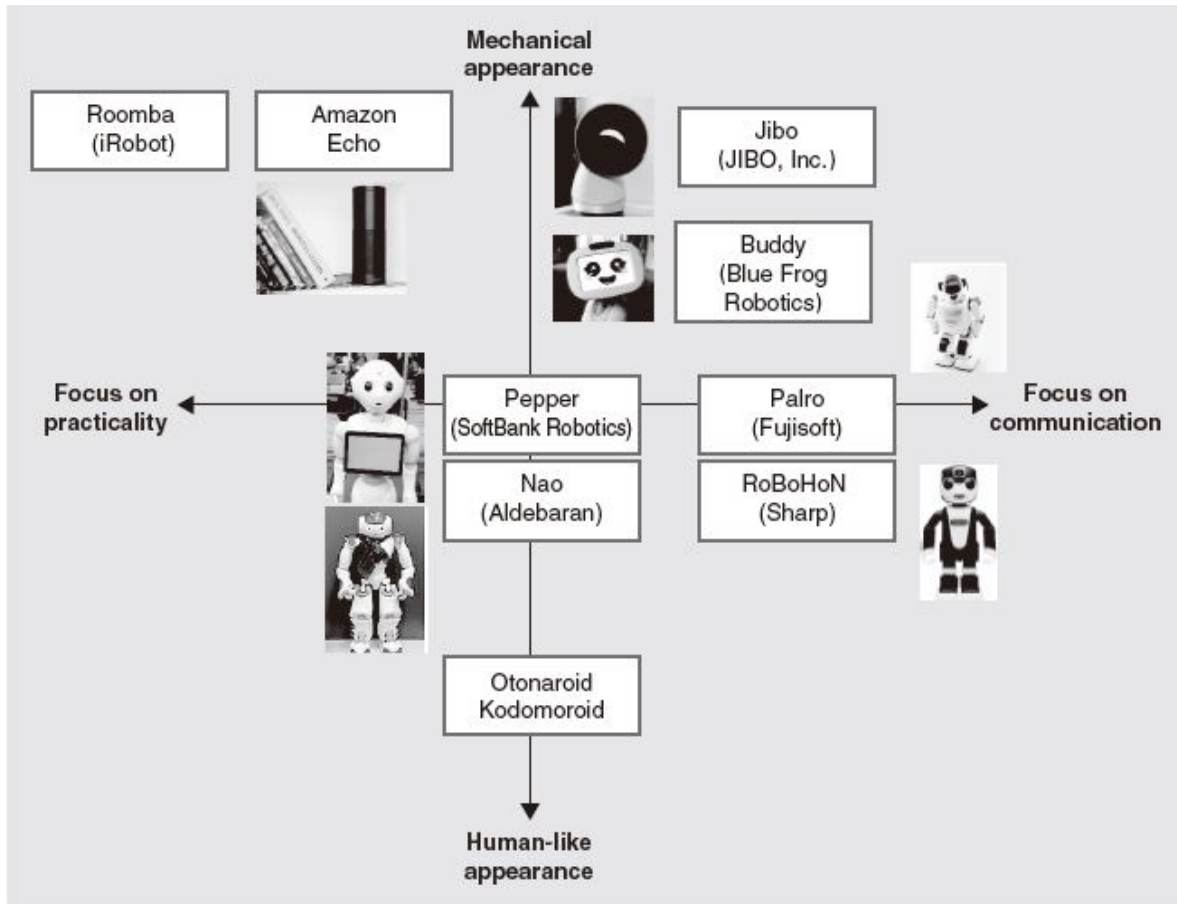 Mechanical
appearance
Roomba
(iRobot)
Amazon
Echo
Jibo
(JIBO, Inc.)
Buddy
(Blue Frog
Robotics)
Focus on
practicality
Pepper
(SoftBank Robotics)
Palro
(Fujisoft)
Focus on
communication
Nao
(Aldebaran)
RoBoHoN
(Sharp)
Otonaroid
Kodomoroid
Human-like
appearance